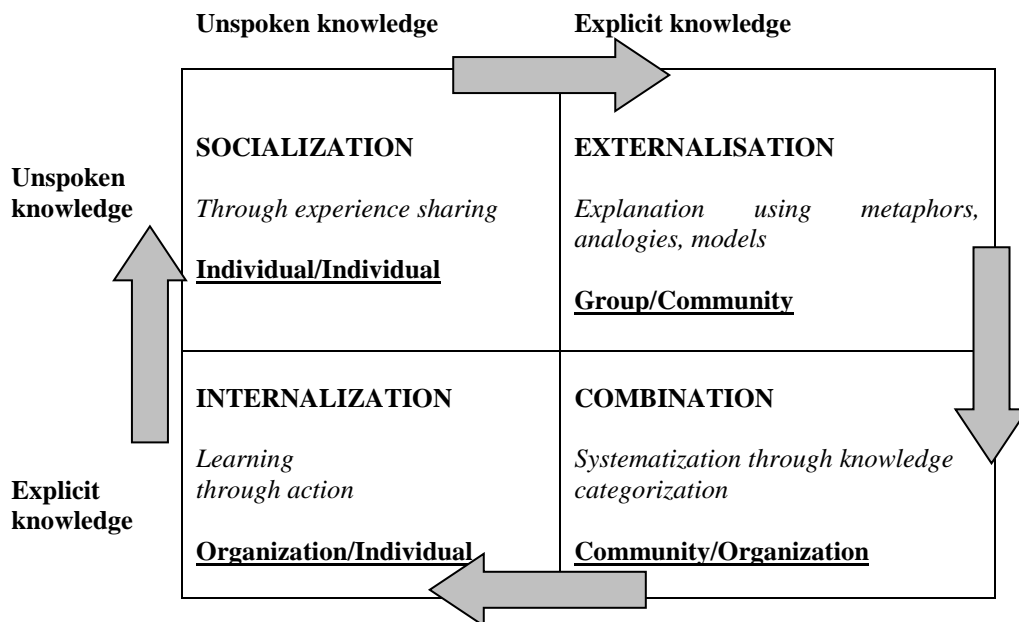 Unspoken knowledge Explicit knowledge
SOCIALIZATION
Through experience sharing
Individual/Individual
EXTERNALISATION
Explanation using metaphors,
analogies, models
Group/Community
Unspoken
knowledge
INTERNALIZATION
Learning
through action
Organization/Individual
COMBINATION
Systematization through knowledge
categorization
Community/Organization
Explicit
knowledge